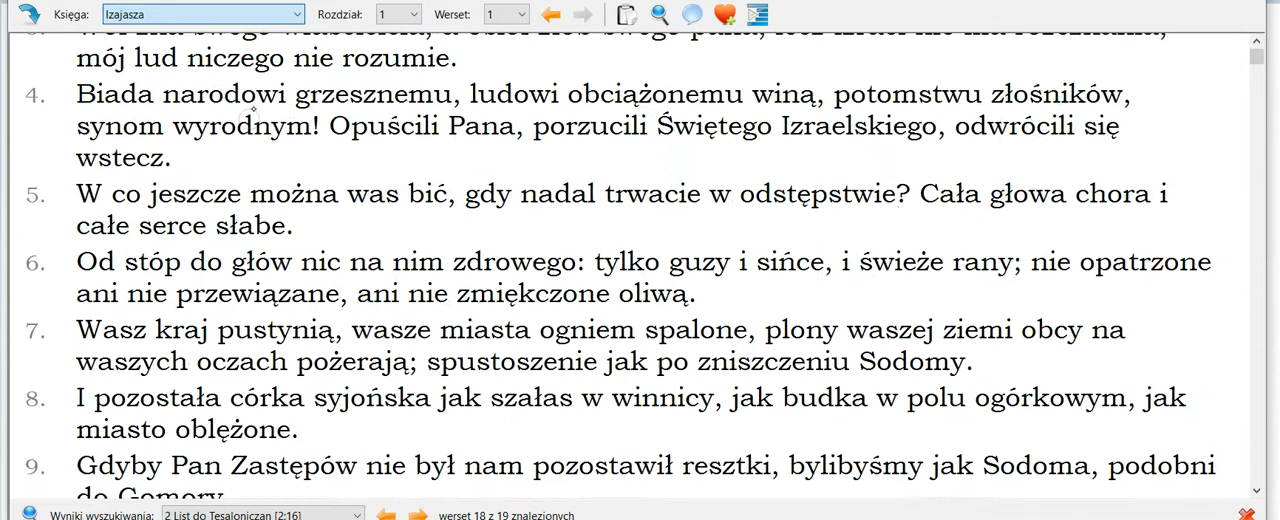 Księga: Izajasza Rozdział: 1 Werset: 1
mój lud niczego nie rozumie.
4. Biada narodowi grzesznemu, ludowi obciążonemu winą, potomstwu złośników,
synom wyrodnym! Opuścili Pana, porzucili Świętego Izraelskiego, odwrócili się
wstecz.
5. W co jeszcze można was bić, gdy nadal trwacie w odstępstwie? Cała głowa chora i
całe serce słabe.
6. Od stóp do głów nic na nim zdrowego: tylko guzy i sińce, i świeże rany; nie opatrzone
ani nie przewiązane, ani nie zmiękczone oliwą.
7. Wasz kraj pustynią, wasze miasta ogniem spalone, plony waszej ziemi obcy na
waszych oczach pożerają; spustoszenie jak po zniszczeniu Sodomy.
8. I pozostała córka syjońska jak szałas w winnicy, jak budka w polu ogórkowym, jak
miasto oblężone.
9. Gdyby Pan Zastępów nie był nam pozostawił resztki, bylibyśmy jak Sodoma, podobni
do Gomory
Wyniki wyszukiwania: 2 List do Tesaloniczan [2:16] werset 18 z 19 znalezionych